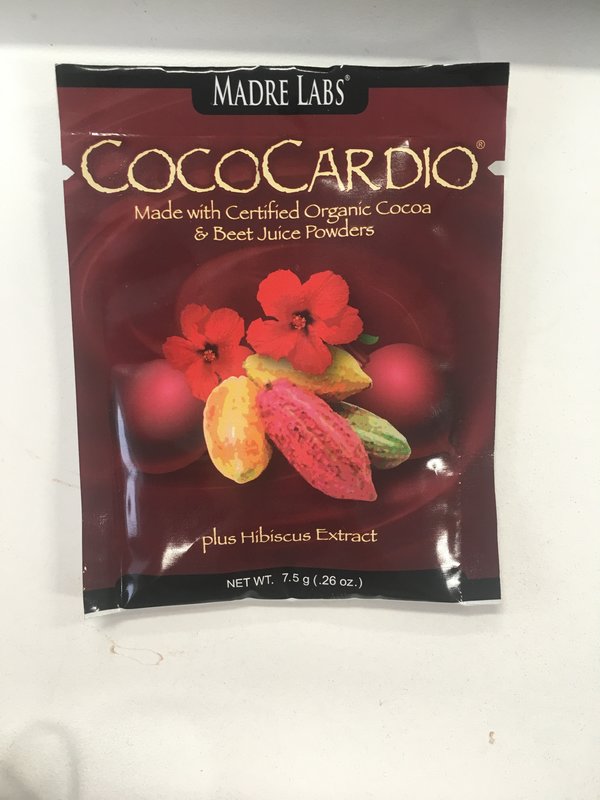 MADRE LABS®
COCOCARDIO®
Made with Certified Organic Cocoa
& Beet Juice Powders
plus Hibiscus Extract
NET WT. 7.5 g (.26 oz.)